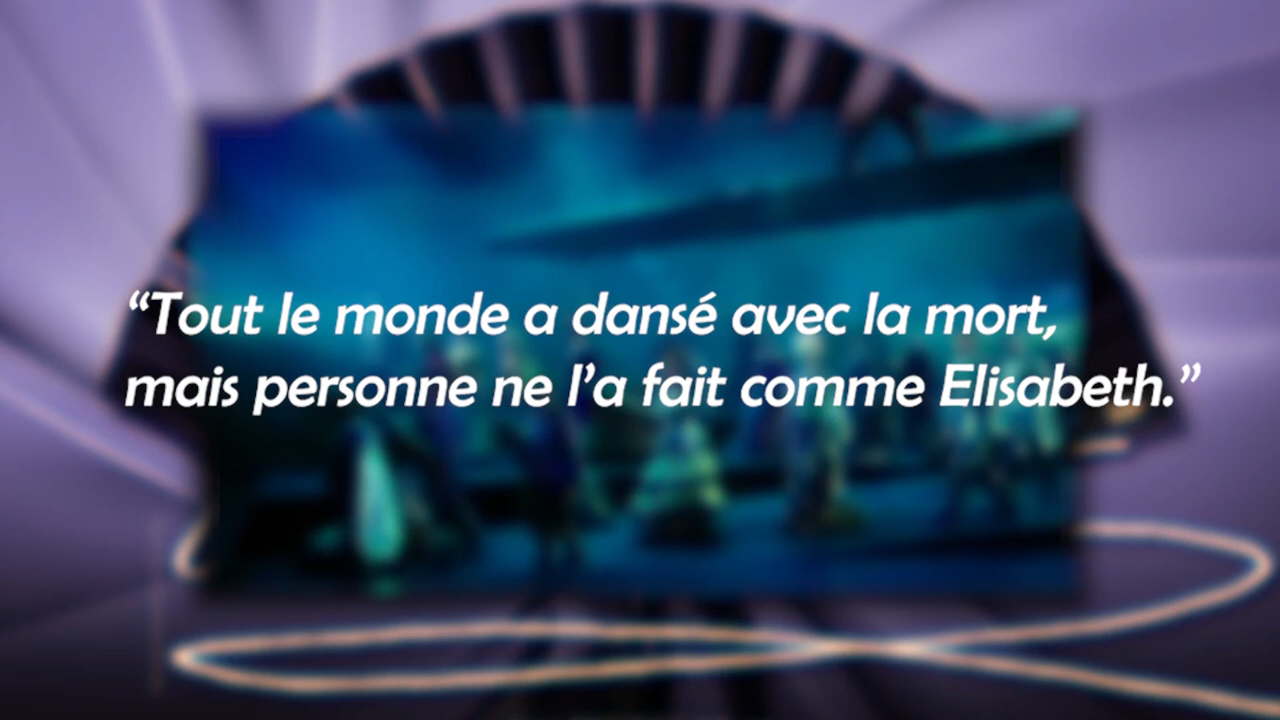 “Tout le monde a dansé avec la mort,
mais personne ne l’a fait comme Elisabeth.”